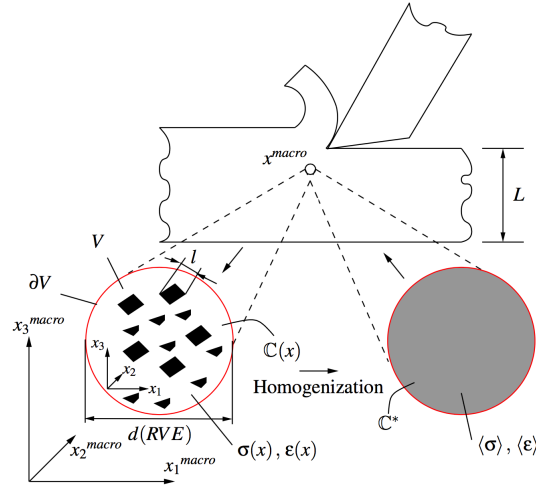 x^macro
L
V
l
∂V
x₃^macro
ℂ(x)
x₃
x₂
x₁
Homogenization
ℂ*
d(RVE)
σ(x), ε(x)
⟨σ⟩, ⟨ε⟩
x₂^macro
x₁^macro